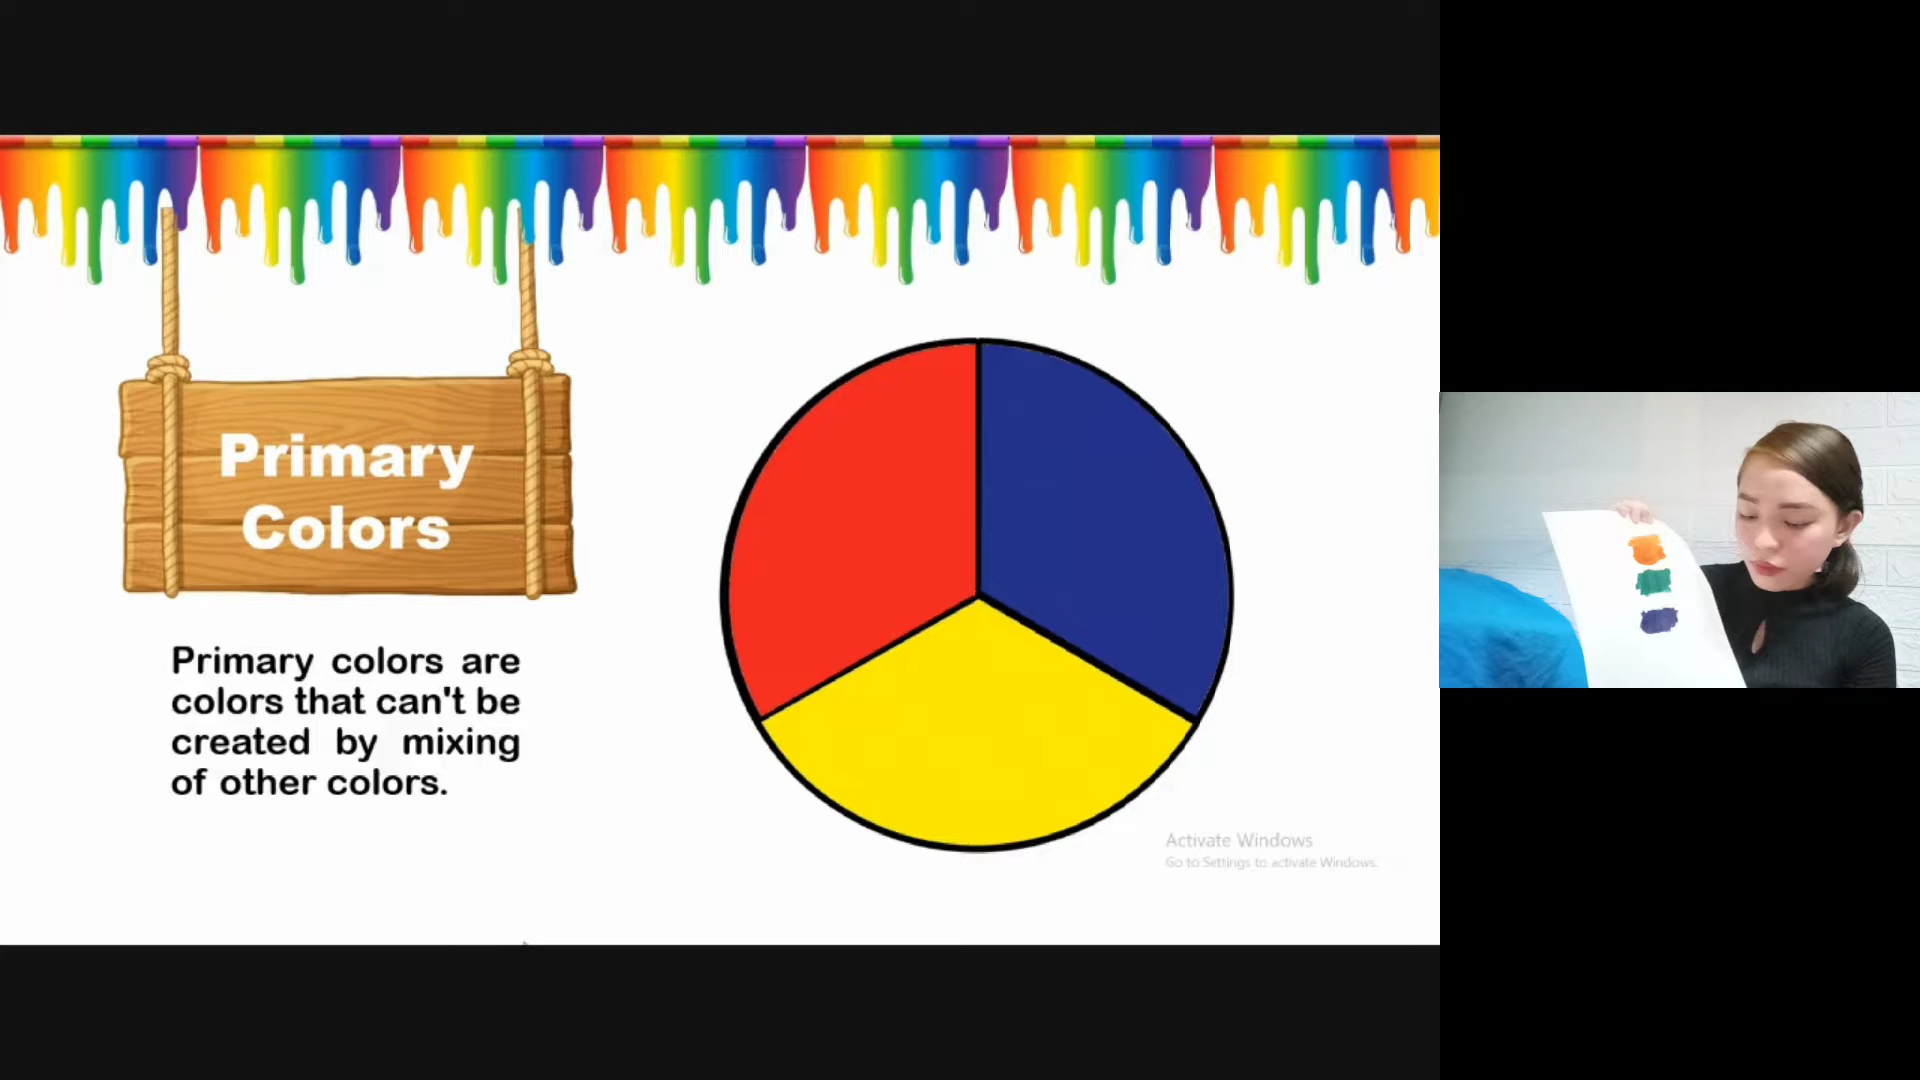 Primary
Colors
Primary colors are
colors that can't be
created by mixing
of other colors.
Activate Windows
Go to Settings to activate Windows.